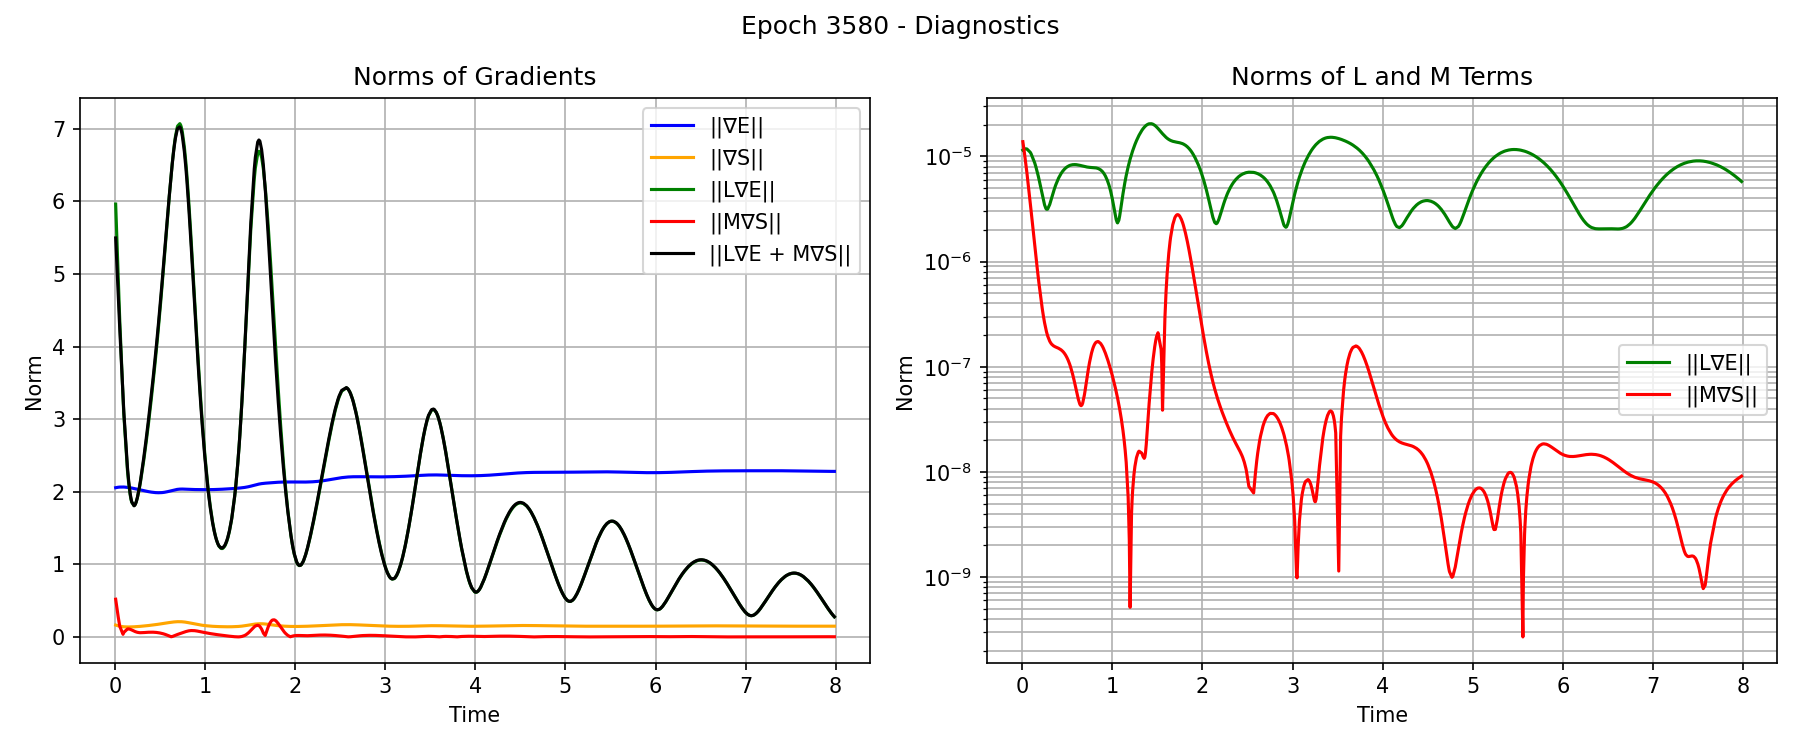 Epoch 3580 - Diagnostics
Norms of Gradients
Norm
7
6
5
4
3
2
1
0
0 1 2 3 4 5 6 7 8
Time
||∇E||
||∇S||
||L∇E||
||M∇S||
||L∇E + M∇S||
Norms of L and M Terms
Norm
10⁻⁵
10⁻⁶
10⁻⁷
10⁻⁸
10⁻⁹
0 1 2 3 4 5 6 7 8
Time
||L∇E||
||M∇S||